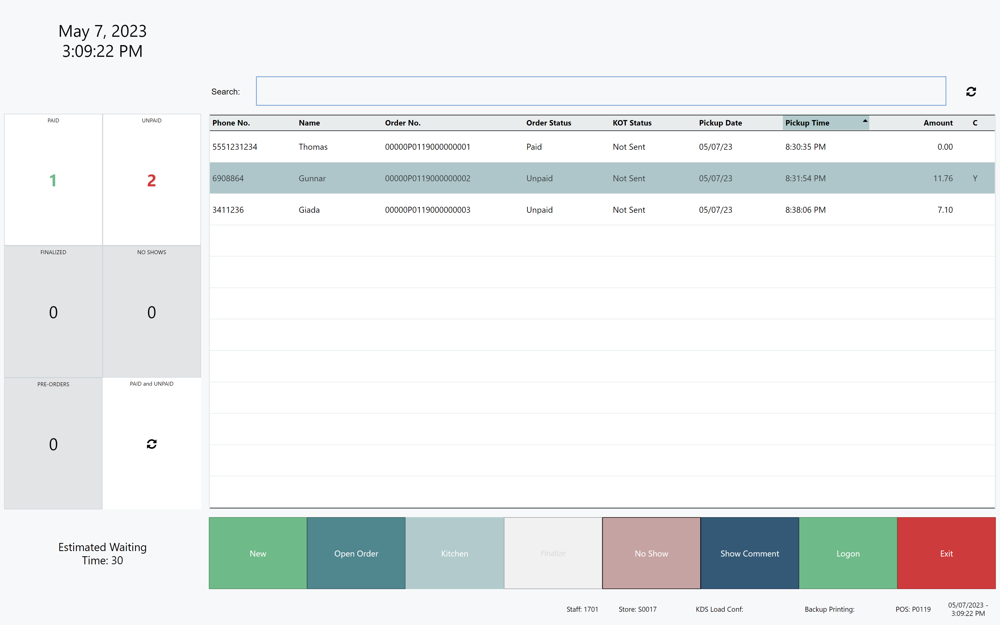 May 7, 2023
3:09:22 PM
Search:
PAID
1
UNPAID
2
FINALIZED
0
NO SHOWS
0
PRE-ORDERS
0
PAID and UNPAID
Phone No. Name Order No. Order Status KOT Status Pickup Date Pickup Time Amount C
5551231234 Thomas 00000P0119000000001 Paid Not Sent 05/07/23 8:30:35 PM 0.00
6908864 Gunnar 00000P0119000000002 Unpaid Not Sent 05/07/23 8:31:54 PM 11.76 Y
3411236 Giada 00000P0119000000003 Unpaid Not Sent 05/07/23 8:38:06 PM 7.10
Estimated Waiting
Time: 30
New Open Order Kitchen Finalize No Show Show Comment Logon Exit
Staff: 1701 Store: S0017 KDS Load Conf: Backup Printing: POS: P0119
05/07/2023 -
3:09:22 PM